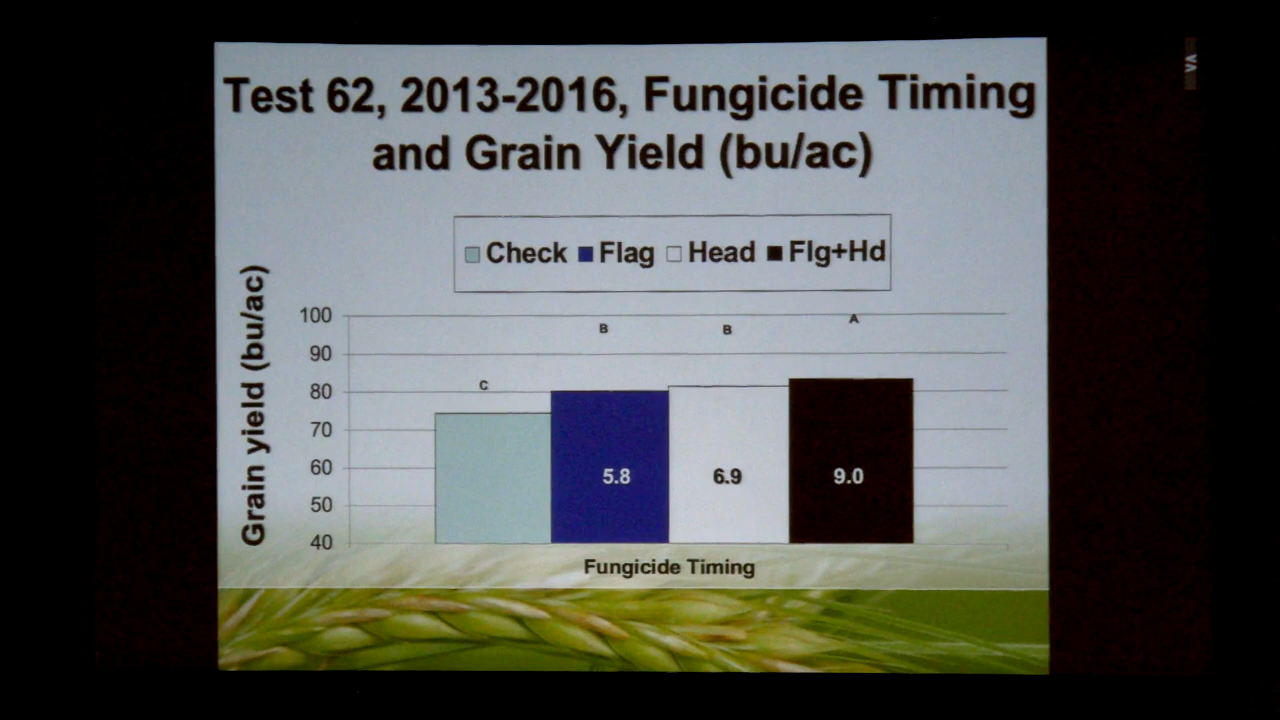 Test 62, 2013-2016, Fungicide Timing
and Grain Yield (bu/ac)
Check Flag Head Flg+Hd
Grain yield (bu/ac)
100
90
80
70
60
50
40
C
B
B
A
5.8
6.9
9.0
Fungicide Timing
VA